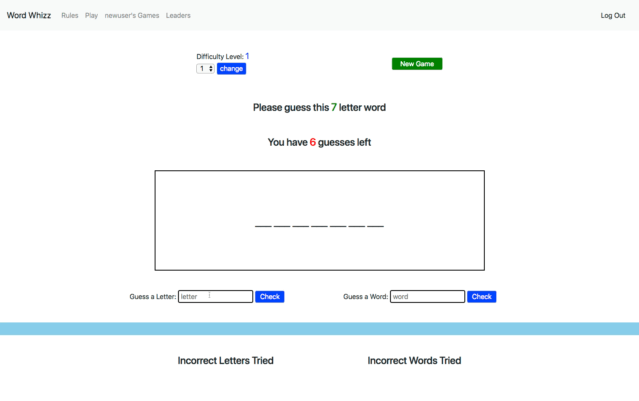 Word Whizz Rules Play newuser's Games Leaders Log Out
Difficulty Level: 1
1 change New Game
Please guess this 7 letter word
You have 6 guesses left
_ _ _ _ _ _ _
Guess a Letter: letter Check Guess a Word: word Check
Incorrect Letters Tried Incorrect Words Tried